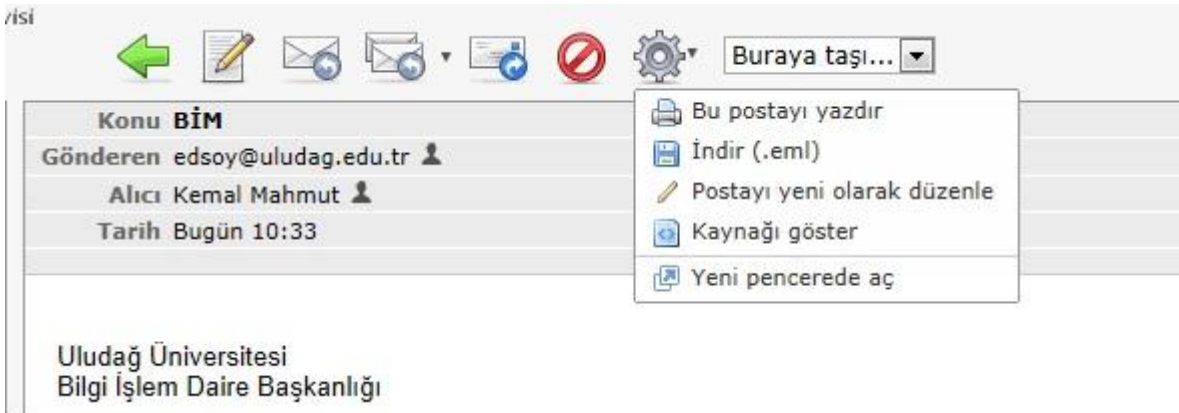 visi
Buraya taşı...
Konu BİM
Gönderen edsoy@uludag.edu.tr
Alıcı Kemal Mahmut
Tarih Bugün 10:33
Bu postayı yazdır
İndir (.eml)
Postayı yeni olarak düzenle
Kaynağı göster
Yeni pencerede aç
Uludağ Üniversitesi
Bilgi İşlem Daire Başkanlığı